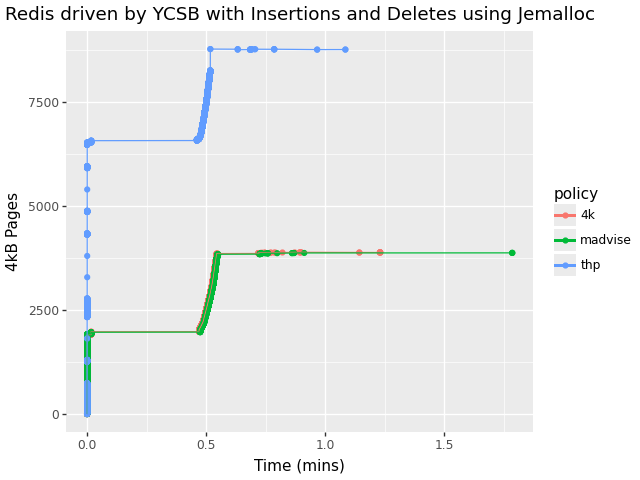 Redis driven by YCSB with Insertions and Deletes using Jemalloc
4kB Pages
7500
5000
2500
0
0.0
0.5
1.0
1.5
Time (mins)
policy
4k
madvise
thp